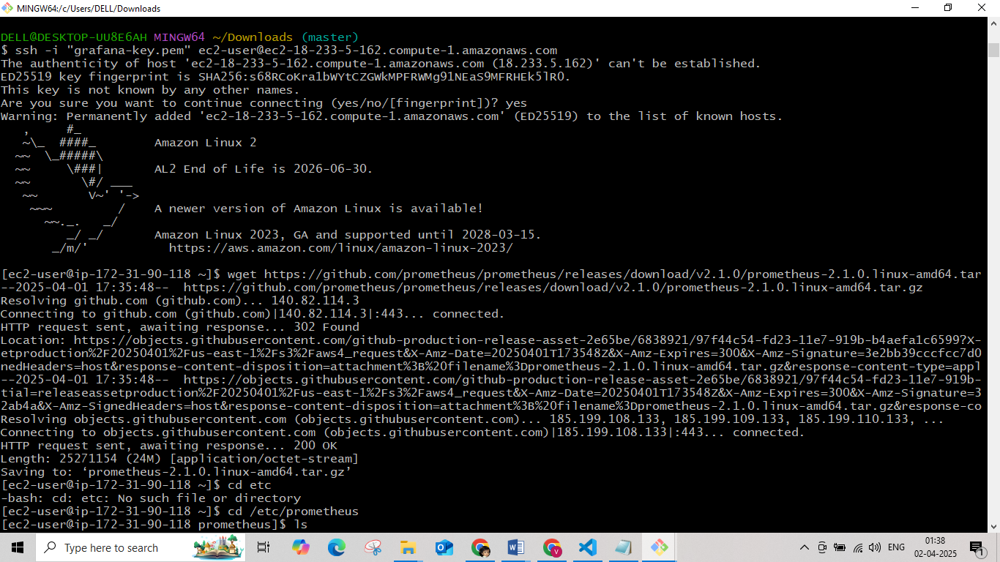 MINGW64:/c/Users/DELL/Downloads
DELL@DESKTOP-UU8E6AH MINGW64 ~/Downloads (master)
$ ssh -i "grafana-key.pem" ec2-user@ec2-18-233-5-162.compute-1.amazonaws.com
The authenticity of host 'ec2-18-233-5-162.compute-1.amazonaws.com (18.233.5.162)' can't be established.
ED25519 key fingerprint is SHA256:s68RCoKra1bWYtCZGWkMPFRWMg91NEaS9MFRHEk5lRO.
This key is not known by any other names.
Are you sure you want to continue connecting (yes/no/[fingerprint])? yes
Warning: Permanently added 'ec2-18-233-5-162.compute-1.amazonaws.com' (ED25519) to the list of known hosts.
   ,     #_
   ~\_  ####_        Amazon Linux 2
  ~~  \_#####\
  ~~     \###|       AL2 End of Life is 2026-06-30.
  ~~       \#/ ___
   ~~       V~' '->
    ~~~         /    A newer version of Amazon Linux is available!
      ~~._.   _/
         _/ _/       Amazon Linux 2023, GA and supported until 2028-03-15.
       _/m/'           https://aws.amazon.com/linux/amazon-linux-2023/
[ec2-user@ip-172-31-90-118 ~]$ wget https://github.com/prometheus/prometheus/releases/download/v2.1.0/prometheus-2.1.0.linux-amd64.tar
--2025-04-01 17:35:48--  https://github.com/prometheus/prometheus/releases/download/v2.1.0/prometheus-2.1.0.linux-amd64.tar.gz
Resolving github.com (github.com)... 140.82.114.3
Connecting to github.com (github.com)|140.82.114.3|:443... connected.
HTTP request sent, awaiting response... 302 Found
Location: https://objects.githubusercontent.com/github-production-release-asset-2e65be/6838921/97f44c54-fd23-11e7-919b-b4aefa1c6599?X-
etproduction%2F20250401%2Fus-east-1%2Fs3%2Faws4_request&X-Amz-Date=20250401T173548Z&X-Amz-Expires=300&X-Amz-Signature=3e2bb39cccfcc7d0
nedHeaders=host&response-content-disposition=attachment%3B%20filename%3Dprometheus-2.1.0.linux-amd64.tar.gz&response-content-type=appl
--2025-04-01 17:35:48--  https://objects.githubusercontent.com/github-production-release-asset-2e65be/6838921/97f44c54-fd23-11e7-919b-
tial=releaseassetproduction%2F20250401%2Fus-east-1%2Fs3%2Faws4_request&X-Amz-Date=20250401T173548Z&X-Amz-Expires=300&X-Amz-Signature=3
2ab4a&X-Amz-SignedHeaders=host&response-content-disposition=attachment%3B%20filename%3Dprometheus-2.1.0.linux-amd64.tar.gz&response-co
Resolving objects.githubusercontent.com (objects.githubusercontent.com)... 185.199.108.133, 185.199.109.133, 185.199.110.133, ...
Connecting to objects.githubusercontent.com (objects.githubusercontent.com)|185.199.108.133|:443... connected.
HTTP request sent, awaiting response... 200 OK
Length: 25271154 (24M) [application/octet-stream]
Saving to: ‘prometheus-2.1.0.linux-amd64.tar.gz’
[ec2-user@ip-172-31-90-118 ~]$ cd etc
-bash: cd: etc: No such file or directory
[ec2-user@ip-172-31-90-118 ~]$ cd /etc/prometheus
[ec2-user@ip-172-31-90-118 prometheus]$ ls
Type here to search
ENG
01:38
02-04-2025
1